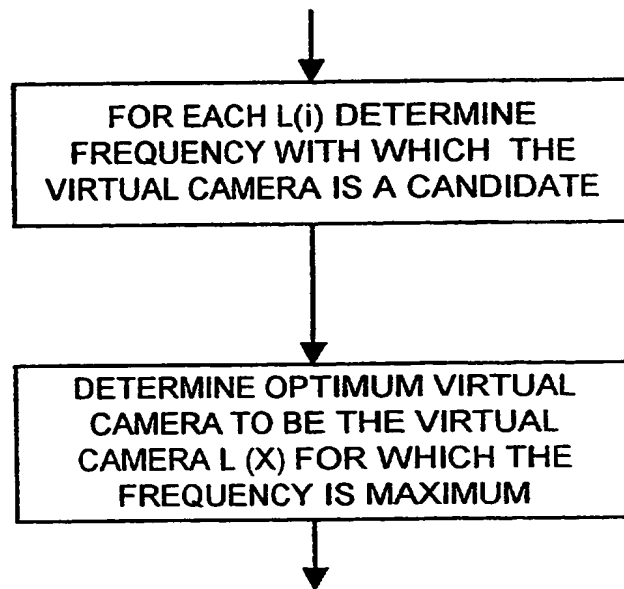 FOR EACH L(i) DETERMINE
FREQUENCY WITH WHICH THE
VIRTUAL CAMERA IS A CANDIDATE
DETERMINE OPTIMUM VIRTUAL
CAMERA TO BE THE VIRTUAL
CAMERA L (X) FOR WHICH THE
FREQUENCY IS MAXIMUM